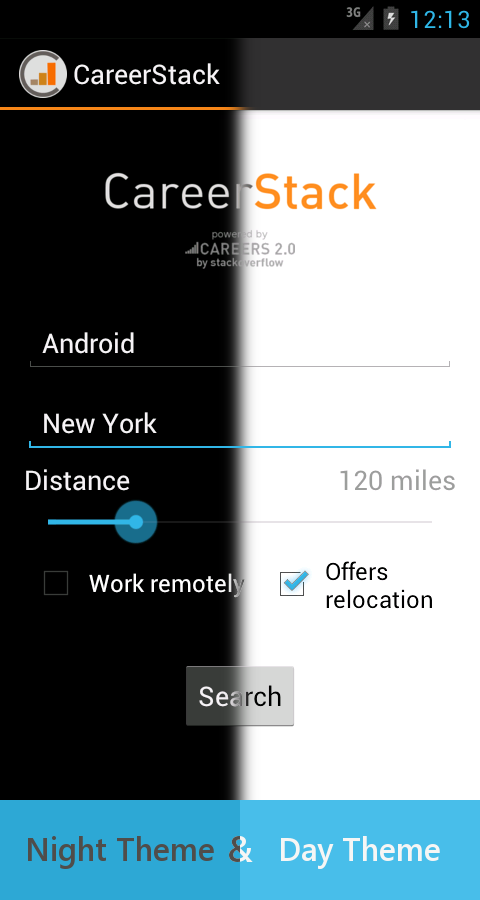 3G 12:13
CareerStack
CareerStack
powered by
CAREERS 2.0
by stackoverflow
Android
New York
Distance 120 miles
Work remotely
Offers
relocation
Search
Night Theme & Day Theme